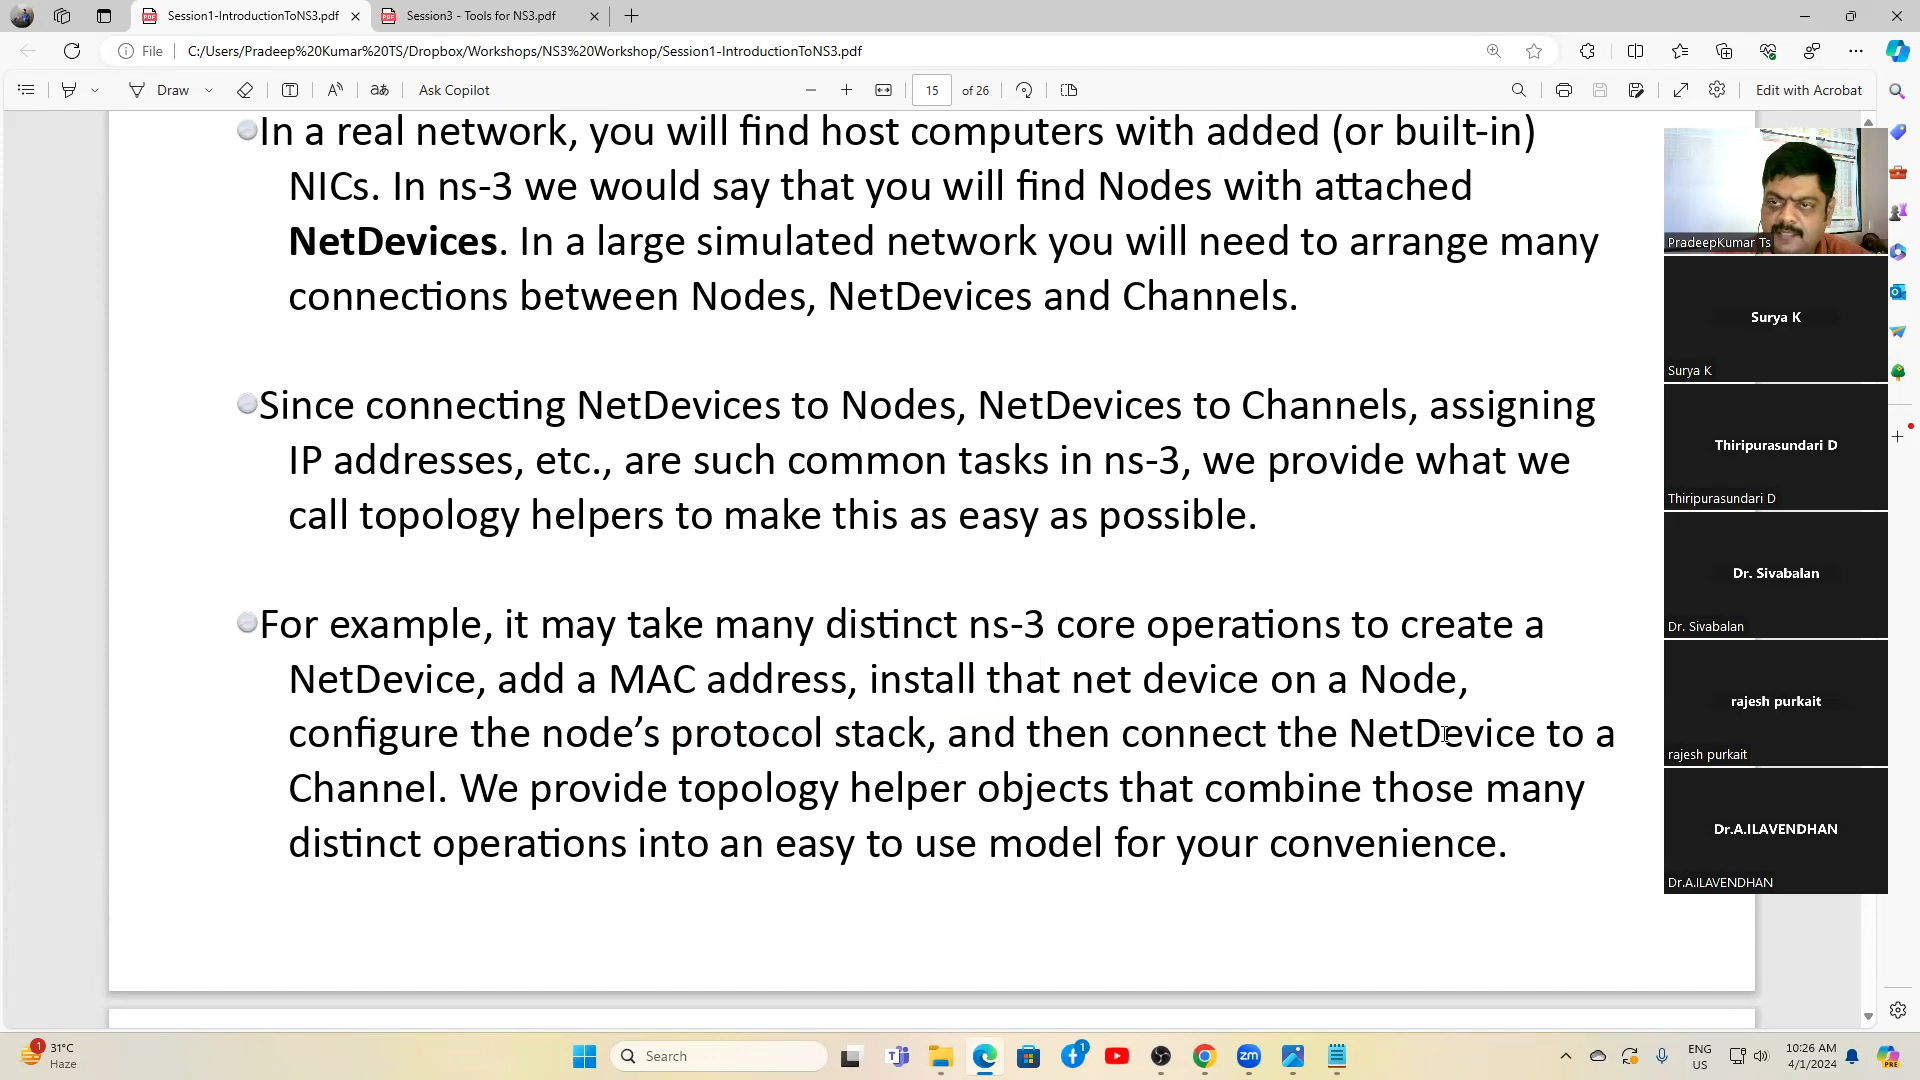 Session1-IntroductionToNS3.pdf
Session3 - Tools for NS3.pdf
File
C:/Users/Pradeep%20Kumar%20TS/Dropbox/Workshops/NS3%20Workshop/Session1-IntroductionToNS3.pdf
Draw
Ask Copilot
15 of 26
Edit with Acrobat
In a real network, you will find host computers with added (or built-in)
NICs. In ns-3 we would say that you will find Nodes with attached
NetDevices. In a large simulated network you will need to arrange many
connections between Nodes, NetDevices and Channels.
Since connecting NetDevices to Nodes, NetDevices to Channels, assigning
IP addresses, etc., are such common tasks in ns-3, we provide what we
call topology helpers to make this as easy as possible.
For example, it may take many distinct ns-3 core operations to create a
NetDevice, add a MAC address, install that net device on a Node,
configure the node’s protocol stack, and then connect the NetDevice to a
Channel. We provide topology helper objects that combine those many
distinct operations into an easy to use model for your convenience.
PradeepKumar Ts
Surya K
Surya K
Thiripurasundari D
Thiripurasundari D
Dr. Sivabalan
Dr. Sivabalan
rajesh purkait
rajesh purkait
Dr.A.ILAVENDHAN
Dr.A.ILAVENDHAN
1
31°C
Haze
Search
1
zm
ENG
US
10:26 AM
4/1/2024
PRE